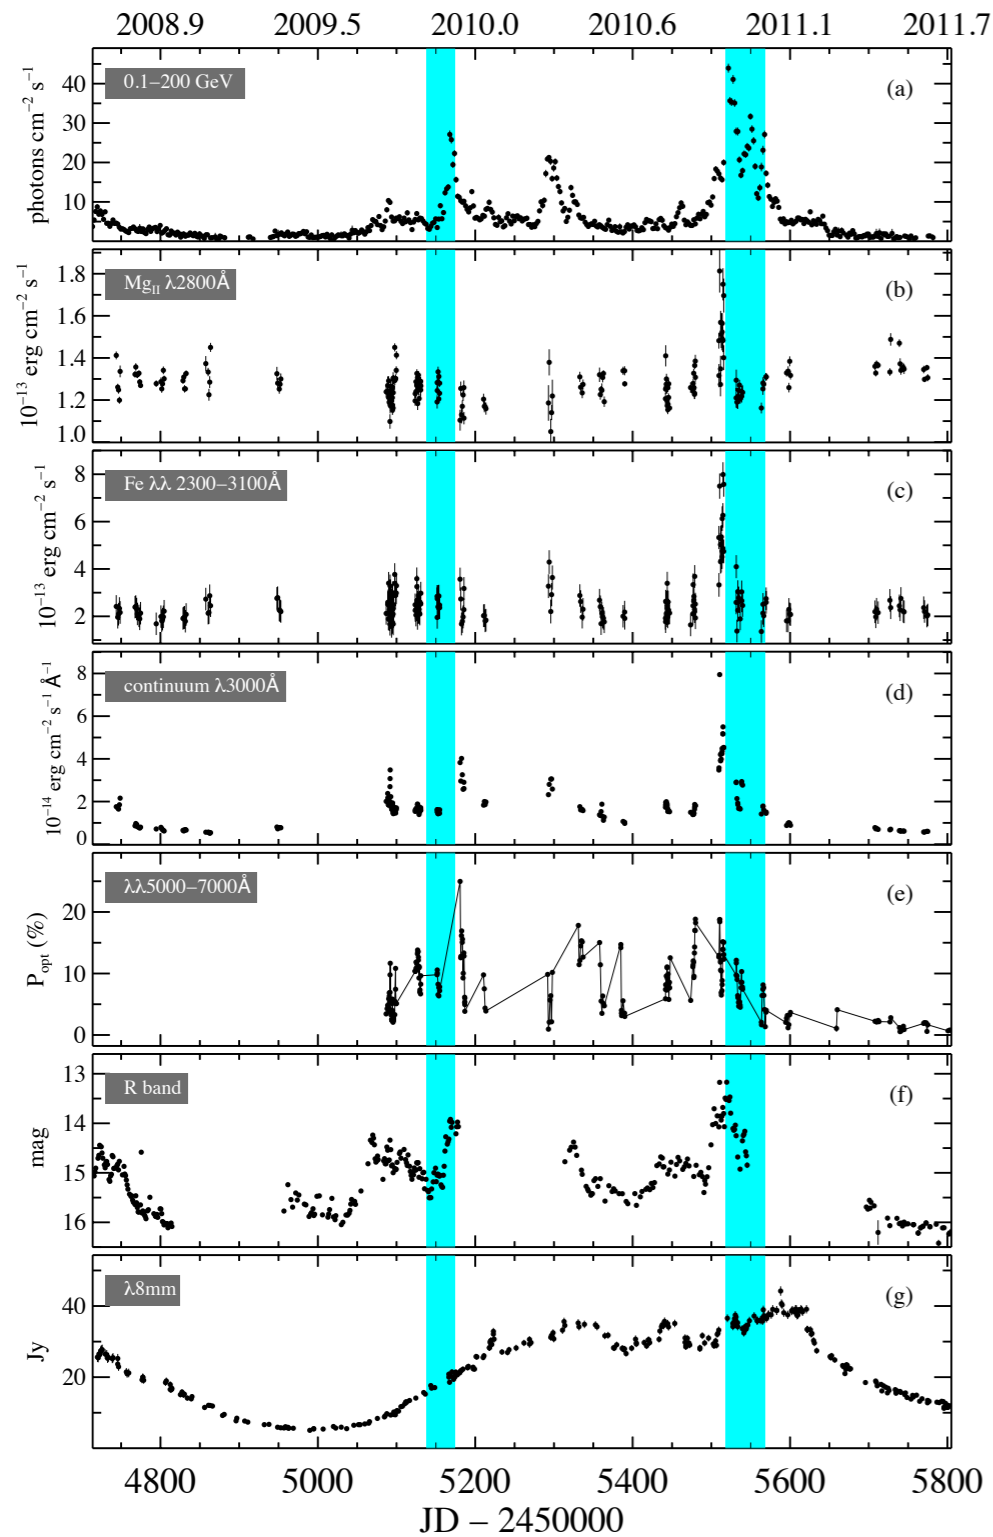 2008.9 2009.5 2010.0 2010.6 2011.1 2011.7
photons cm⁻² s⁻¹
40
30
20
10
0.1−200 GeV
(a)
10⁻¹³ erg cm⁻² s⁻¹
1.8
1.6
1.4
1.2
1.0
Mg_II λ2800Å
(b)
10⁻¹³ erg cm⁻² s⁻¹
8
6
4
2
Fe λλ 2300−3100Å
(c)
10⁻¹⁴ erg cm⁻² s⁻¹ Å⁻¹
8
6
4
2
0
continuum λ3000Å
(d)
P_opt (%)
20
10
0
λλ5000−7000Å
(e)
mag
13
14
15
16
R band
(f)
Jy
40
20
λ8mm
(g)
4800 5000 5200 5400 5600 5800
JD − 2450000